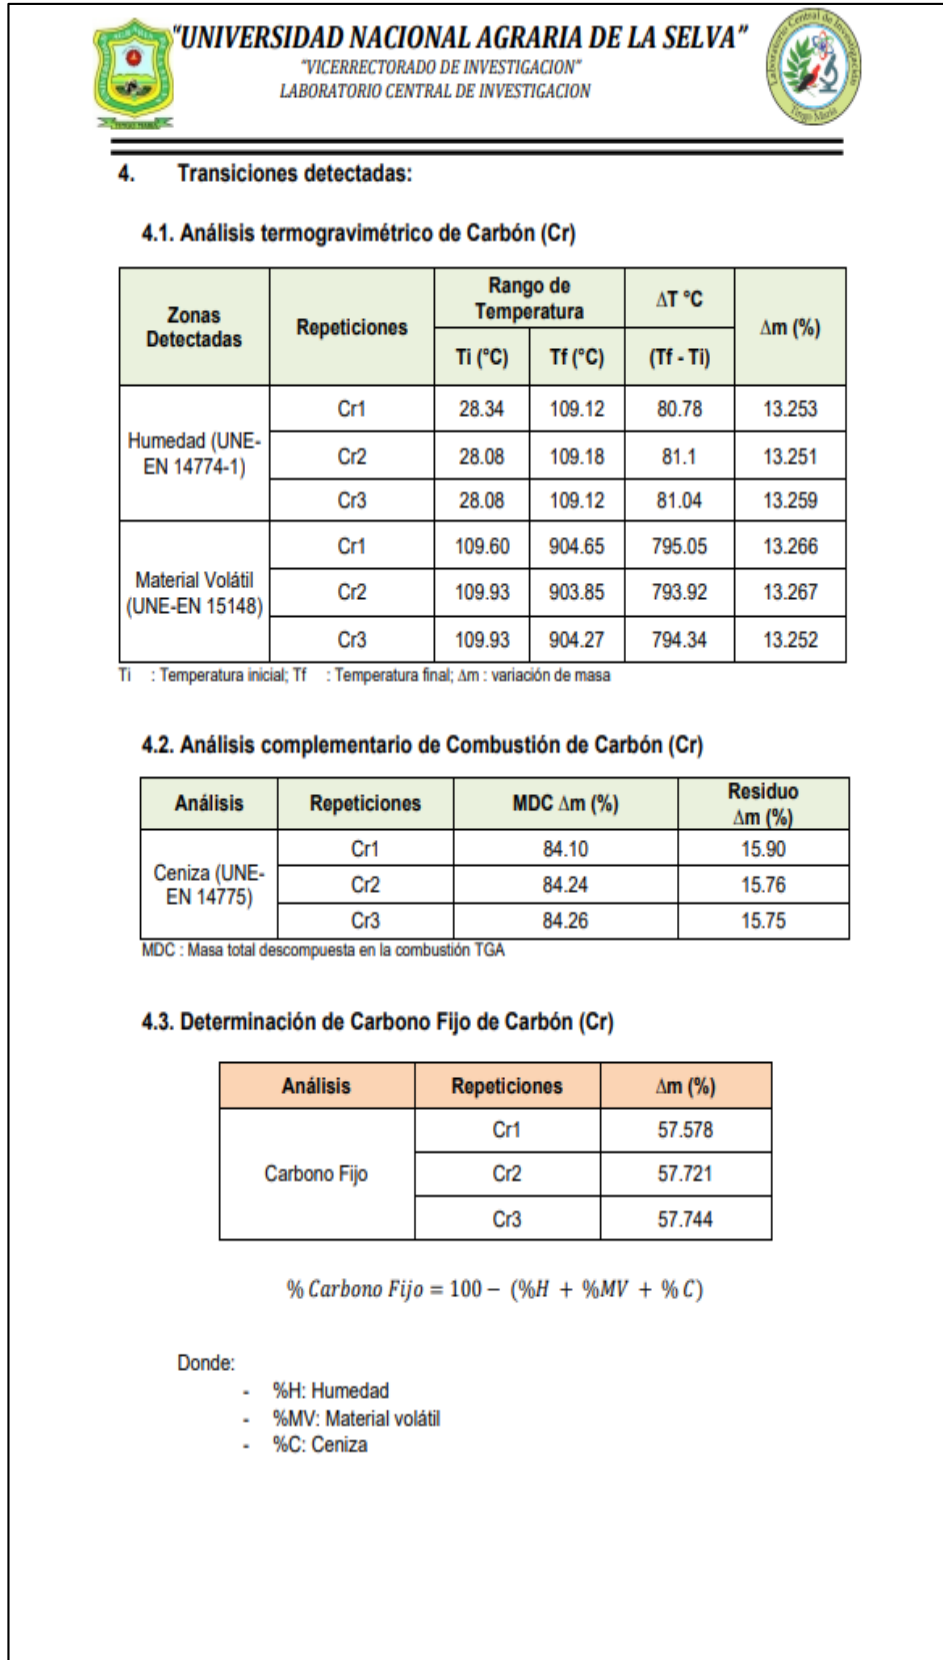 "UNIVERSIDAD NACIONAL AGRARIA DE LA SELVA"
"VICERRECTORADO DE INVESTIGACION"
LABORATORIO CENTRAL DE INVESTIGACION
TINGO MARIA
Laboratorio Central de Investigación
Tingo María
4. Transiciones detectadas:
4.1. Análisis termogravimétrico de Carbón (Cr)
Zonas Detectadas Repeticiones Rango de Temperatura ∆T °C ∆m (%)
Ti (°C) Tf (°C) (Tf - Ti)
Humedad (UNE-EN 14774-1)
Cr1 28.34 109.12 80.78 13.253
Cr2 28.08 109.18 81.1 13.251
Cr3 28.08 109.12 81.04 13.259
Material Volátil (UNE-EN 15148)
Cr1 109.60 904.65 795.05 13.266
Cr2 109.93 903.85 793.92 13.267
Cr3 109.93 904.27 794.34 13.252
Ti : Temperatura inicial; Tf : Temperatura final; ∆m : variación de masa
4.2. Análisis complementario de Combustión de Carbón (Cr)
Análisis Repeticiones MDC ∆m (%) Residuo ∆m (%)
Ceniza (UNE-EN 14775)
Cr1 84.10 15.90
Cr2 84.24 15.76
Cr3 84.26 15.75
MDC : Masa total descompuesta en la combustión TGA
4.3. Determinación de Carbono Fijo de Carbón (Cr)
Análisis Repeticiones ∆m (%)
Carbono Fijo
Cr1 57.578
Cr2 57.721
Cr3 57.744
% Carbono Fijo = 100 − (%H + %MV + % C)
Donde:
- %H: Humedad
- %MV: Material volátil
- %C: Ceniza